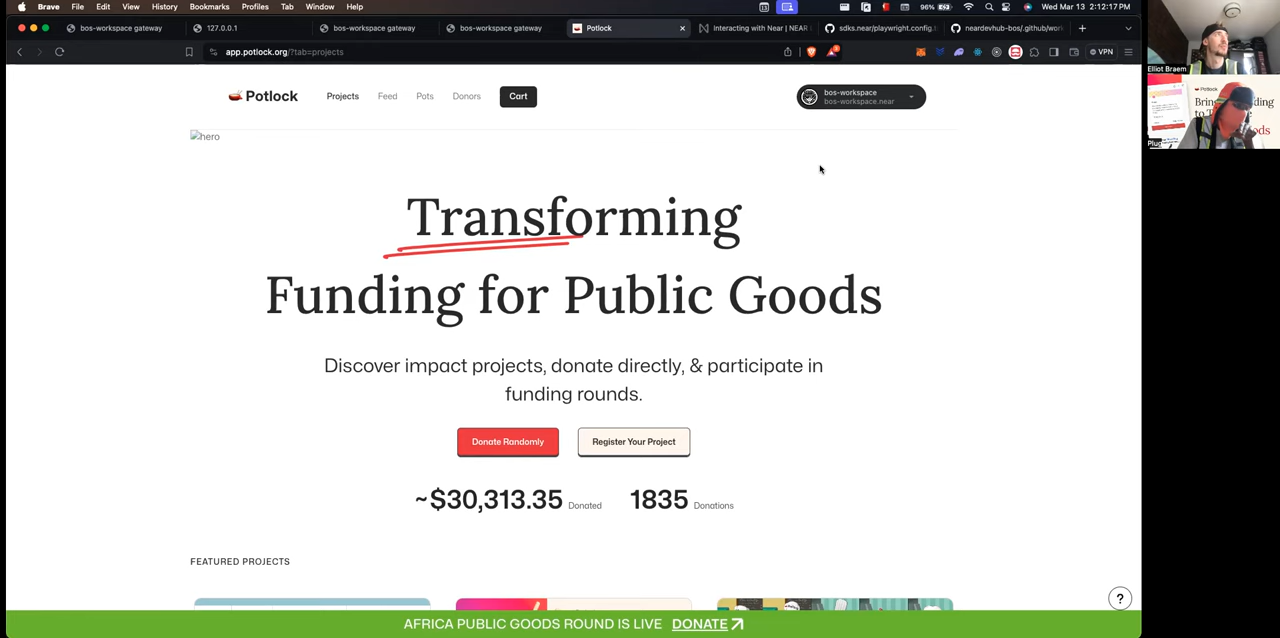 Brave File Edit View History Bookmarks Profiles Tab Window Help 96% Wed Mar 13 2:12:17 PM
bos-workspace gateway 127.0.0.1 bos-workspace gateway bos-workspace gateway Potlock Interacting with Near | NEAR sdks.near/playwright.config. neardevhub-bos/.github/wor
app.potlock.org/?tab=projects VPN
Potlock Projects Feed Pots Donors Cart bos-workspace
bos-workspace.near
hero
Transforming
Funding for Public Goods
Discover impact projects, donate directly, & participate in
funding rounds.
Donate Randomly Register Your Project
~$30,313.35 Donated 1835 Donations
FEATURED PROJECTS
?
AFRICA PUBLIC GOODS ROUND IS LIVE DONATE
Elliot Braem
Potlock
Plug